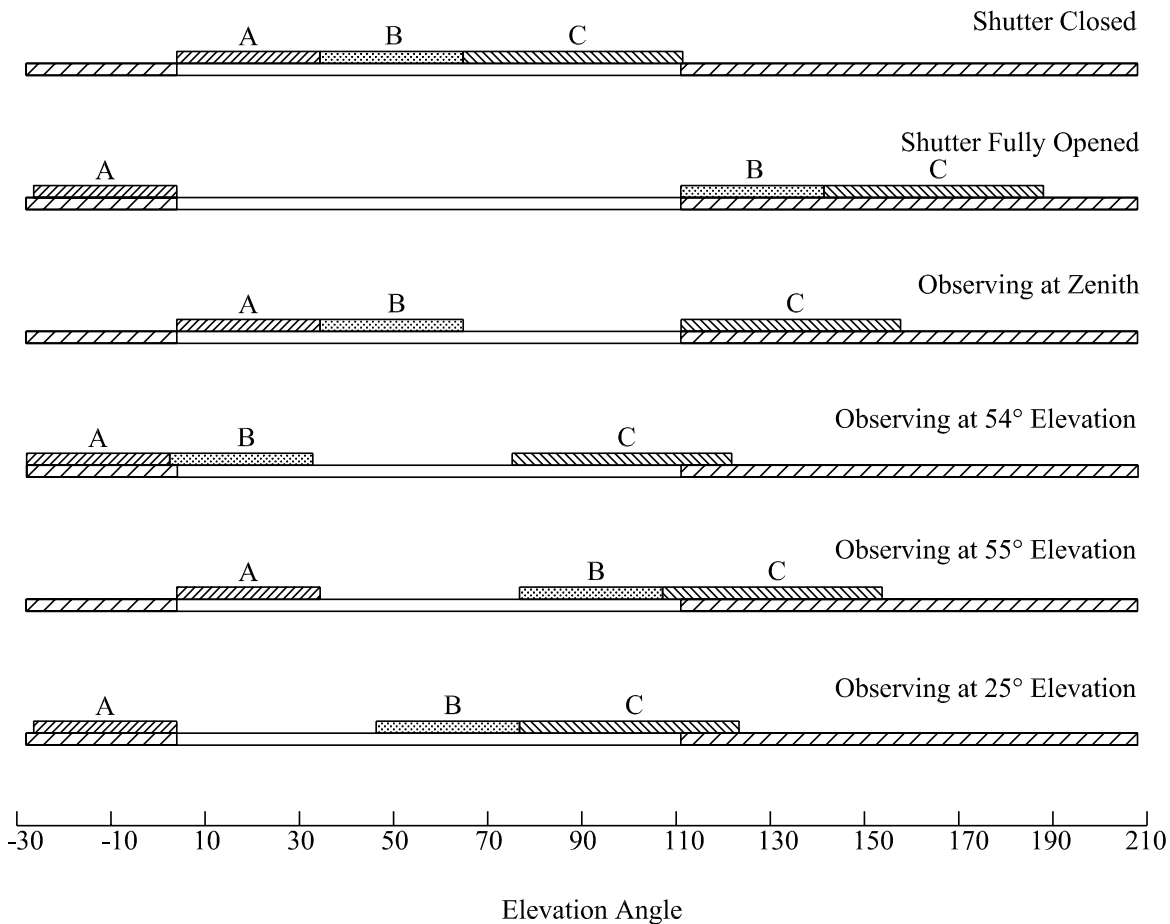 Shutter Closed
A B C
Shutter Fully Opened
A B C
Observing at Zenith
A B C
Observing at 54° Elevation
A B C
Observing at 55° Elevation
A B C
Observing at 25° Elevation
A B C
-30 -10 10 30 50 70 90 110 130 150 170 190 210
Elevation Angle